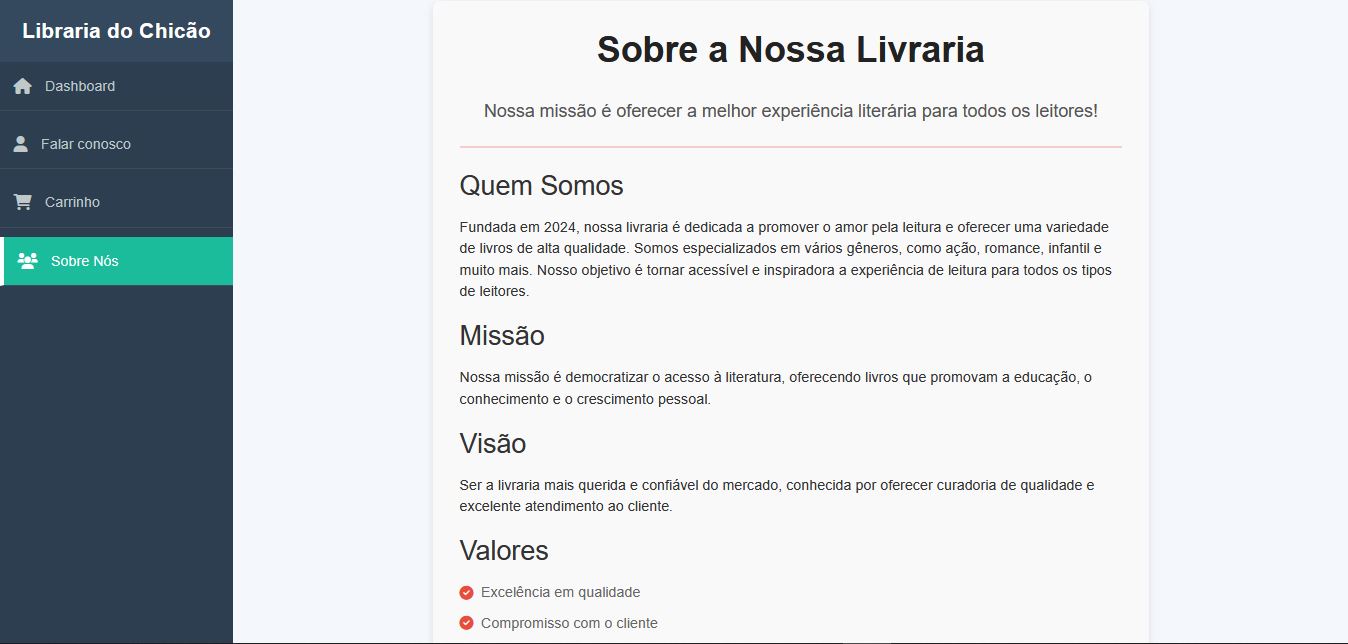 Libraria do Chicão
Dashboard
Falar conosco
Carrinho
Sobre Nós
Sobre a Nossa Livraria
Nossa missão é oferecer a melhor experiência literária para todos os leitores!
Quem Somos
Fundada em 2024, nossa livraria é dedicada a promover o amor pela leitura e oferecer uma variedade
de livros de alta qualidade. Somos especializados em vários gêneros, como ação, romance, infantil e
muito mais. Nosso objetivo é tornar acessível e inspiradora a experiência de leitura para todos os tipos
de leitores.
Missão
Nossa missão é democratizar o acesso à literatura, oferecendo livros que promovam a educação, o
conhecimento e o crescimento pessoal.
Visão
Ser a livraria mais querida e confiável do mercado, conhecida por oferecer curadoria de qualidade e
excelente atendimento ao cliente.
Valores
Excelência em qualidade
Compromisso com o cliente